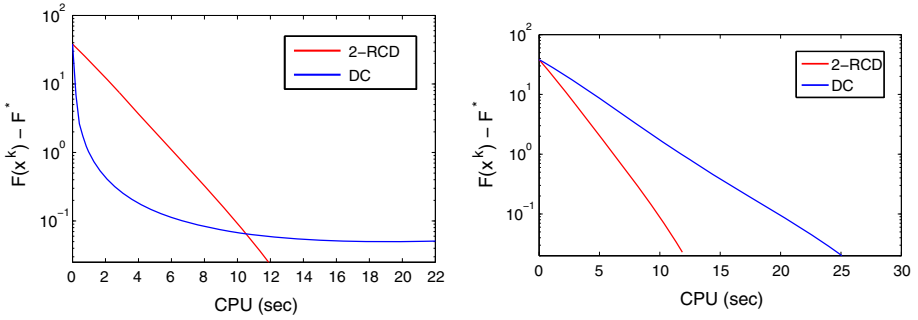 F(x^k) − F^*
10^2
10^1
10^0
10^−1
0 2 4 6 8 10 12 14 16 18 20 22
CPU (sec)
2−RCD
DC
F(x^k) − F^*
10^2
10^1
10^0
10^−1
0 5 10 15 20 25 30
CPU (sec)
2−RCD
DC